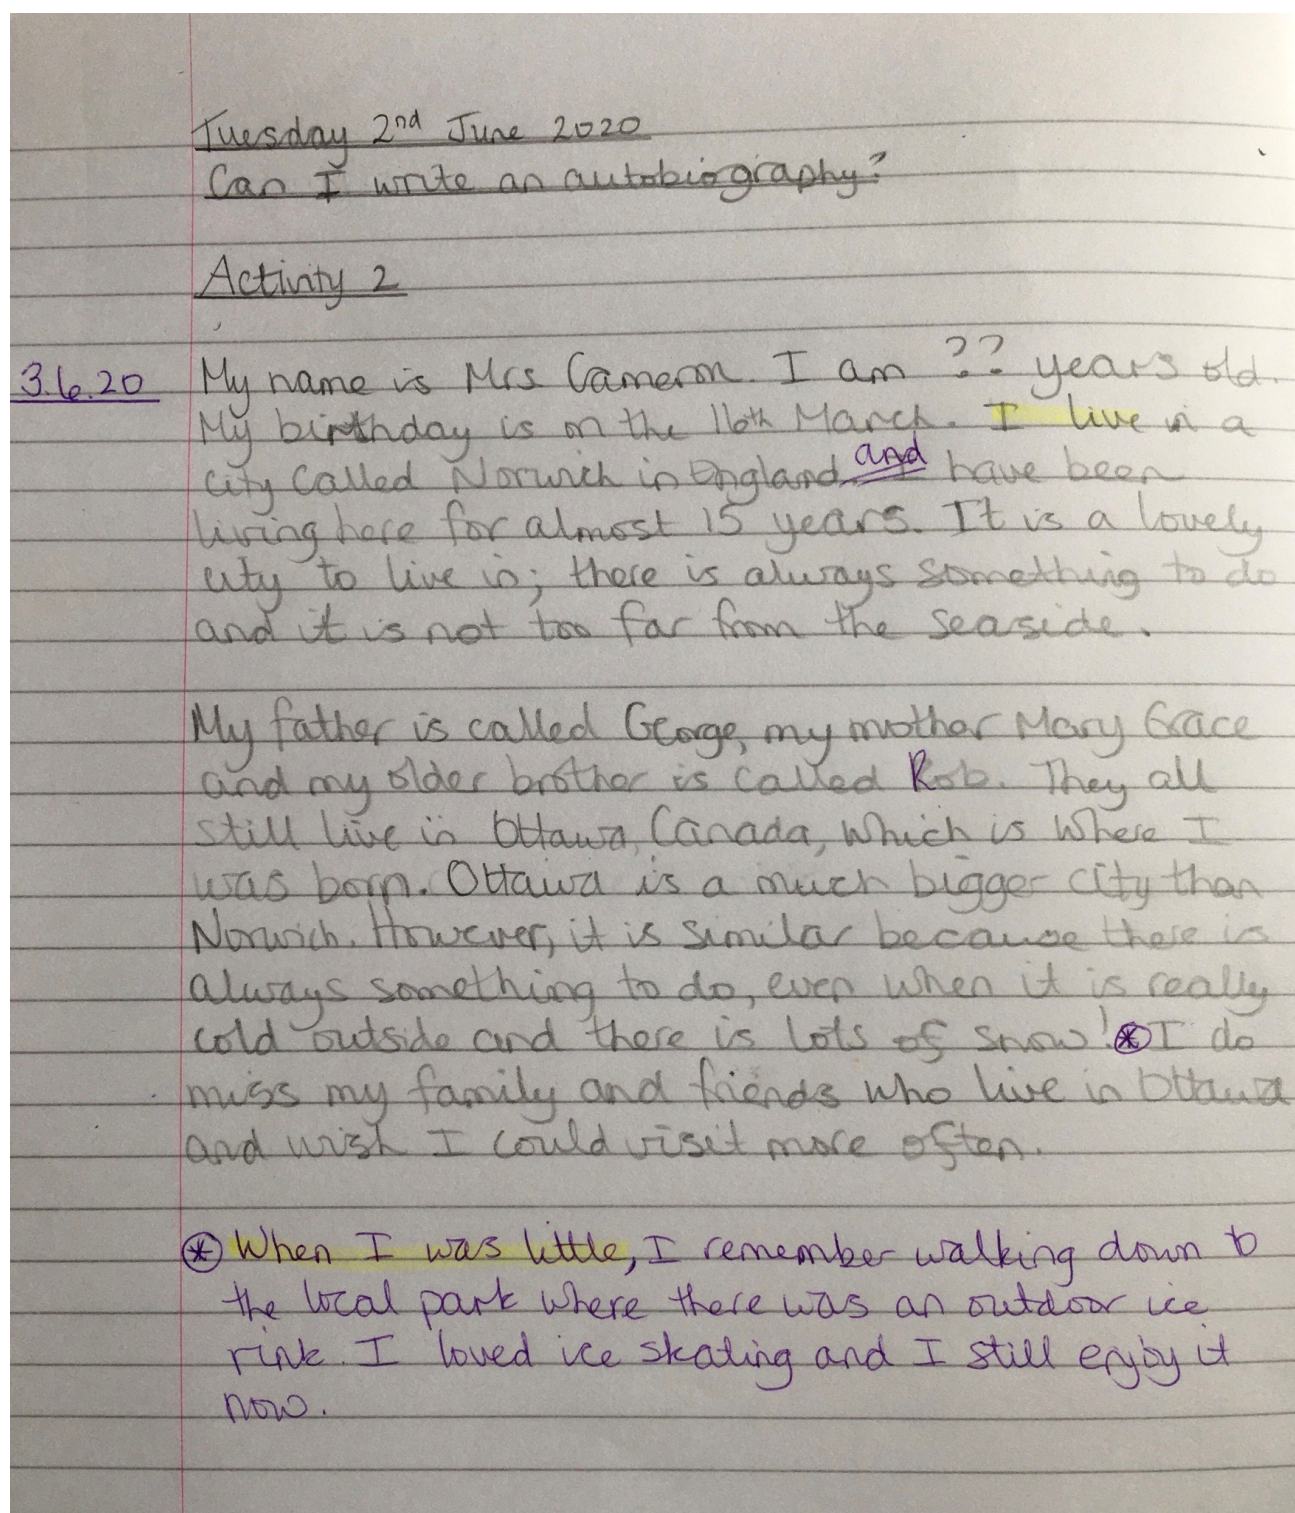 Tuesday 2nd June 2020
Can I write an autobiography?
Activity 2
3.6.20 My name is Mrs Cameron. I am ?? years old.
My birthday is on the 16th March. I live in a
city called Norwich in England and have been
living here for almost 15 years. It is a lovely
city to live in; there is always something to do
and it is not too far from the seaside.
My father is called George, my mother Mary Grace
and my older brother is called Rob. They all
still live in Ottawa, Canada, which is where I
was born. Ottawa is a much bigger city than
Norwich. However, it is similar because there is
always something to do, even when it is really
cold outside and there is lots of snow! * I do
miss my family and friends who live in Ottawa
and wish I could visit more often.
* When I was little, I remember walking down to
the local park where there was an outdoor ice
rink. I loved ice skating and I still enjoy it
now.